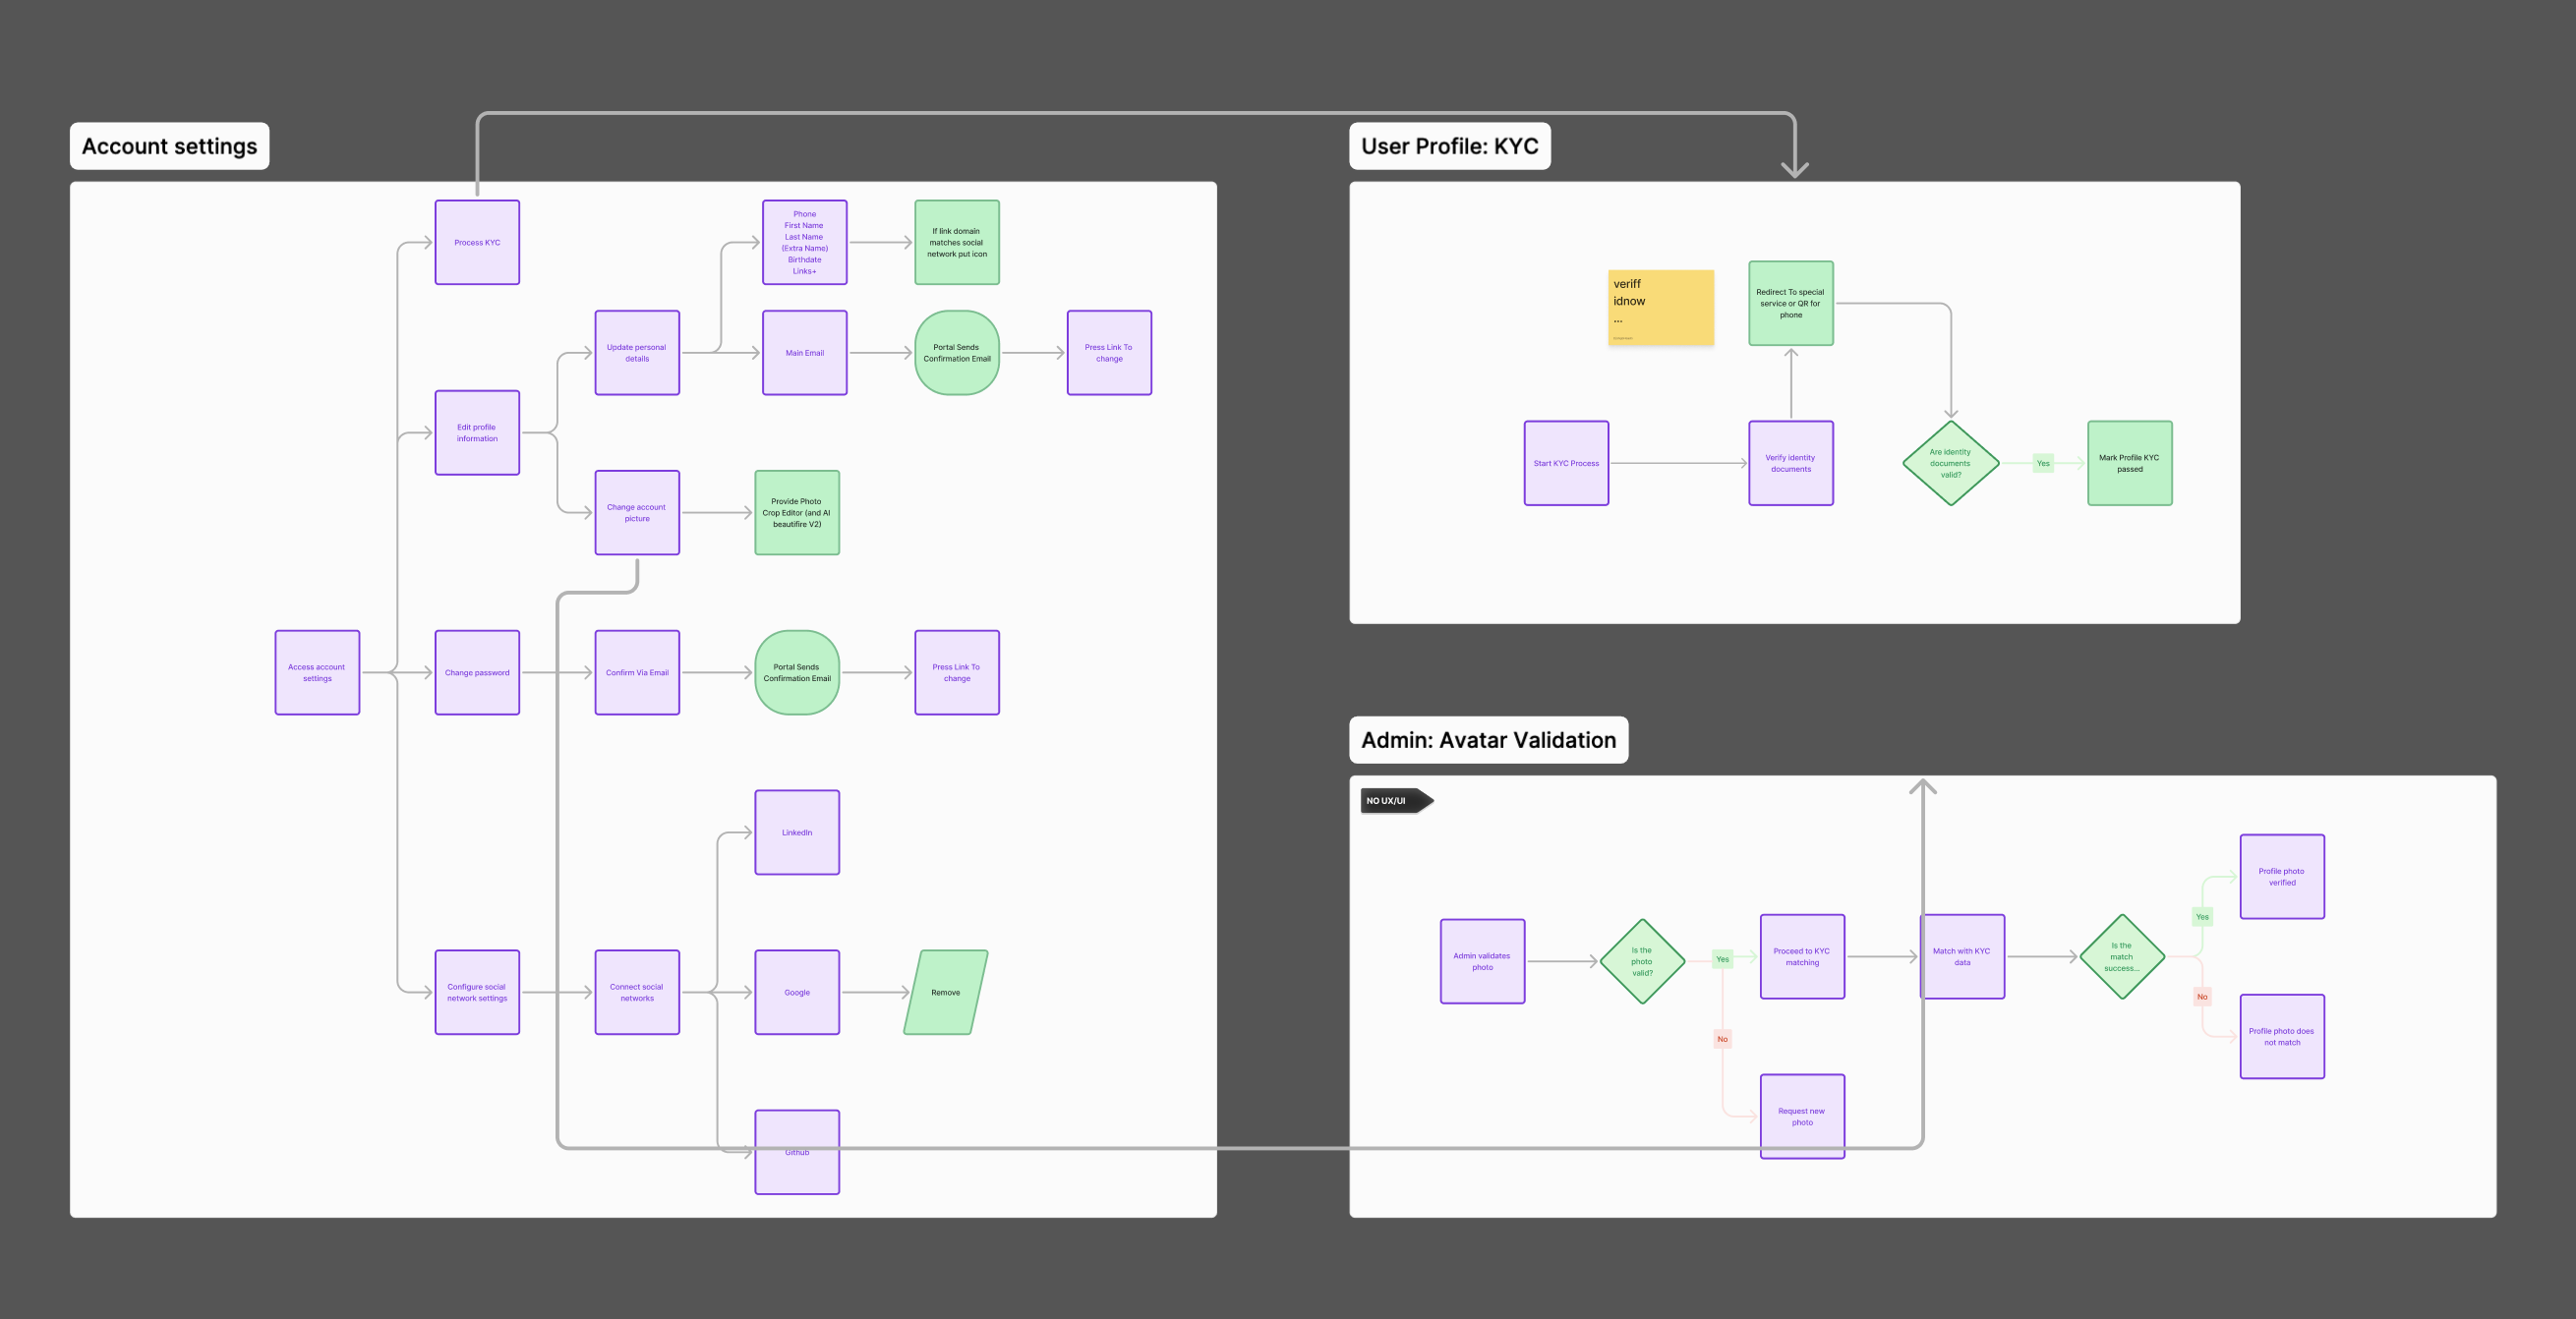 Account settings
Process KYC
Phone
First Name
Last Name
(Extra Name)
Birthdate
Links+
If link domain
matches social
network put icon
Update personal
details
Main Email
Portal Sends
Confirmation Email
Press Link To
change
Edit profile
information
Change account
picture
Provide Photo
Crop Editor (and AI
beautifire V2)
Access account
settings
Change password
Confirm Via Email
Portal Sends
Confirmation Email
Press Link To
change
LinkedIn
Configure social
network settings
Connect social
networks
Google
Remove
Github
User Profile: KYC
veriff
idnow
...
Redirect To special
service or QR for
phone
Start KYC Process
Verify identity
documents
Are identity
documents
valid?
Yes
Mark Profile KYC
passed
Admin: Avatar Validation
NO UX/UI
Admin validates
photo
Is the
photo
valid?
Yes
No
Proceed to KYC
matching
Request new
photo
Match with KYC
data
Is the
match
success...
Yes
No
Profile photo
verified
Profile photo does
not match